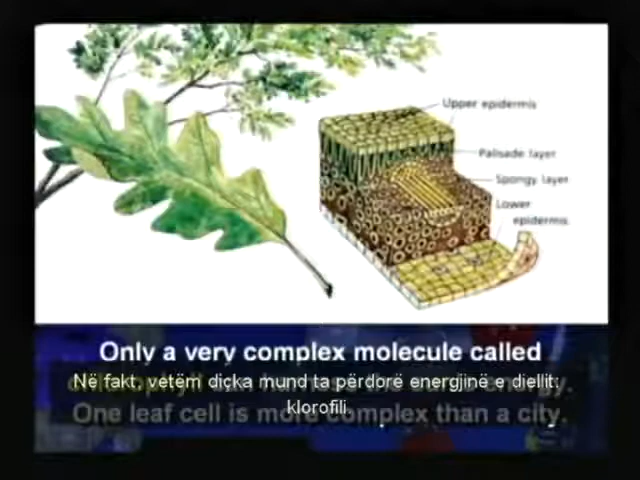 Upper epidermis
Palisade layer
Spongy layer
Lower
epidermis
Only a very complex molecule called
Në fakt, vetëm diçka mund ta përdorë energjinë e diellit:
klorofili.
One leaf cell is more complex than a city.